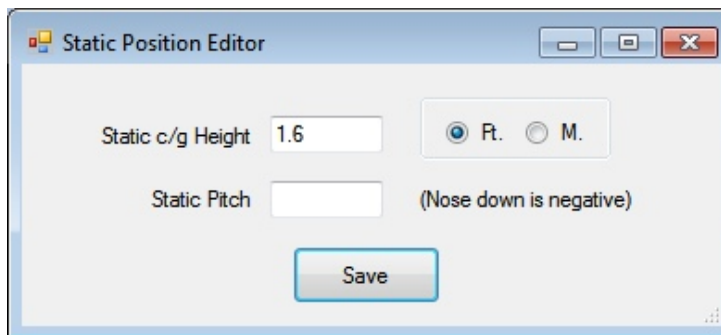 Static Position Editor
Static c/g Height 1.6 Ft. M.
Static Pitch (Nose down is negative)
Save